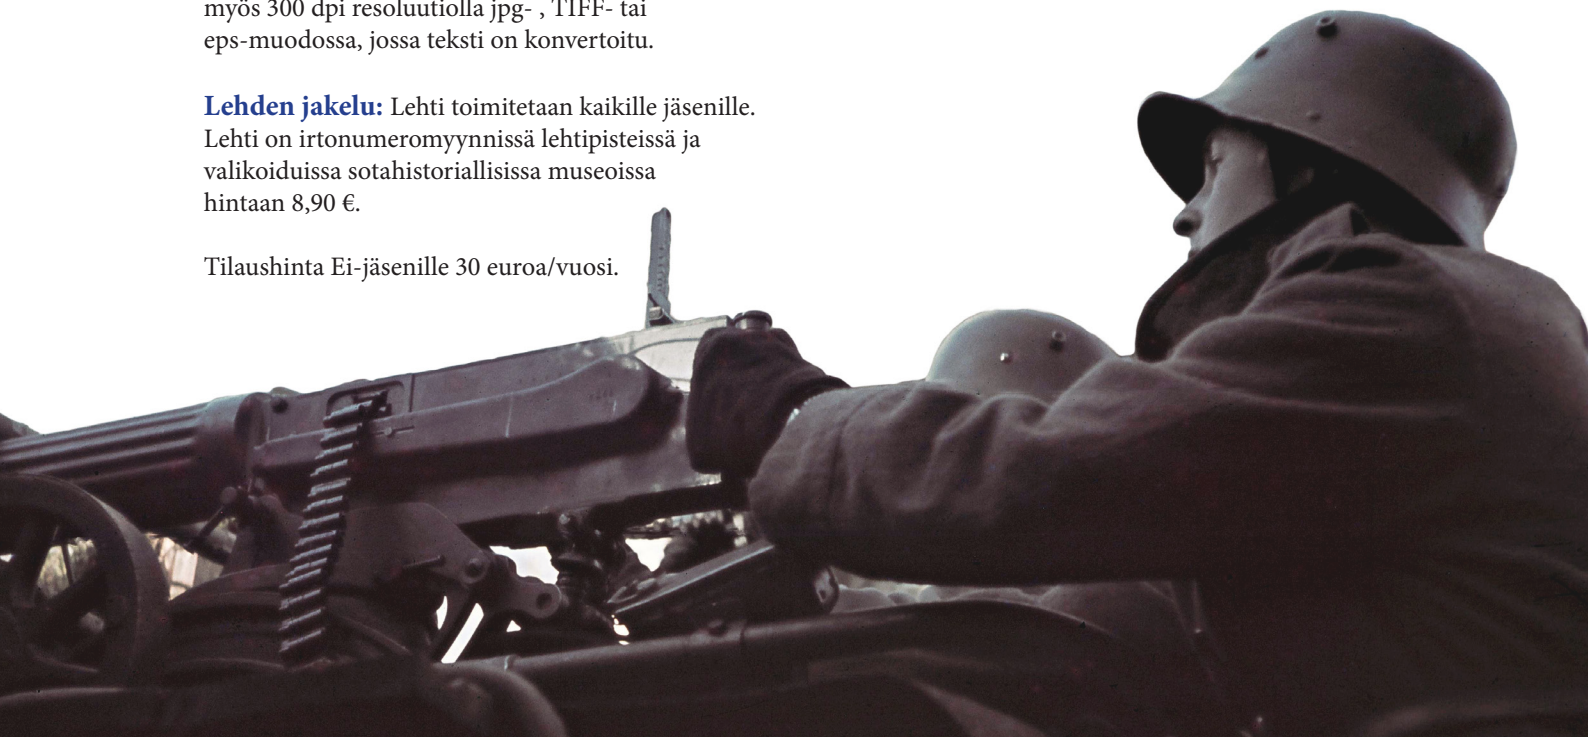 myös 300 dpi resoluutiolla jpg- , TIFF- tai
eps-muodossa, jossa teksti on konvertoitu.
Lehden jakelu: Lehti toimitetaan kaikille jäsenille.
Lehti on irtonumeromyynnissä lehtipisteissä ja
valikoiduissa sotahistoriallisissa museoissa
hintaan 8,90 €.
Tilaushinta Ei-jäsenille 30 euroa/vuosi.